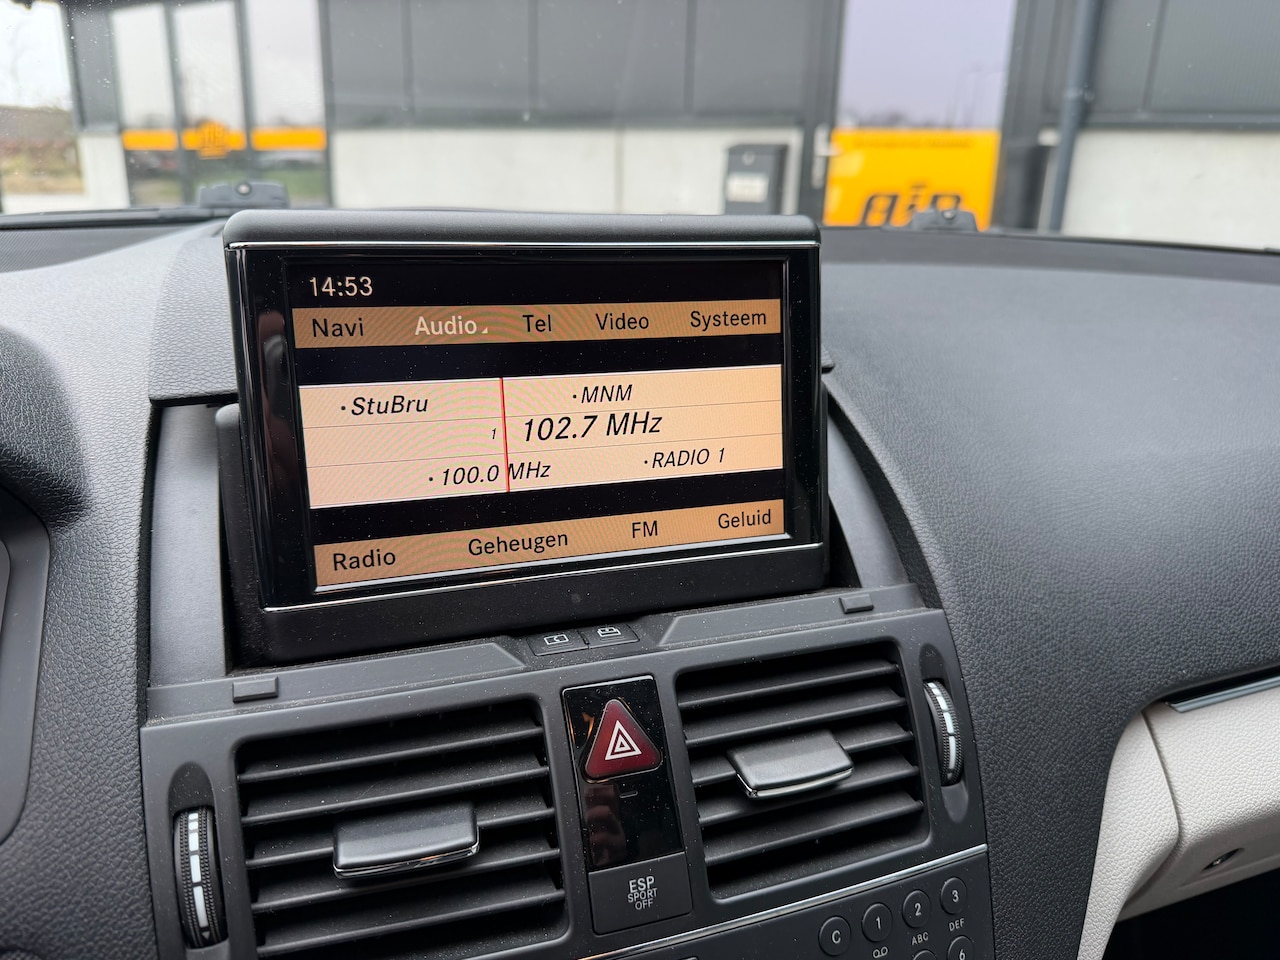 14:53
Navi Audio Tel Video Systeem
·StuBru ·MNM
1 102.7 MHz
·100.0 MHz ·RADIO 1
Radio Geheugen FM Geluid
ESP
SPORT
OFF
C 1 2 3
ABC DEF
6